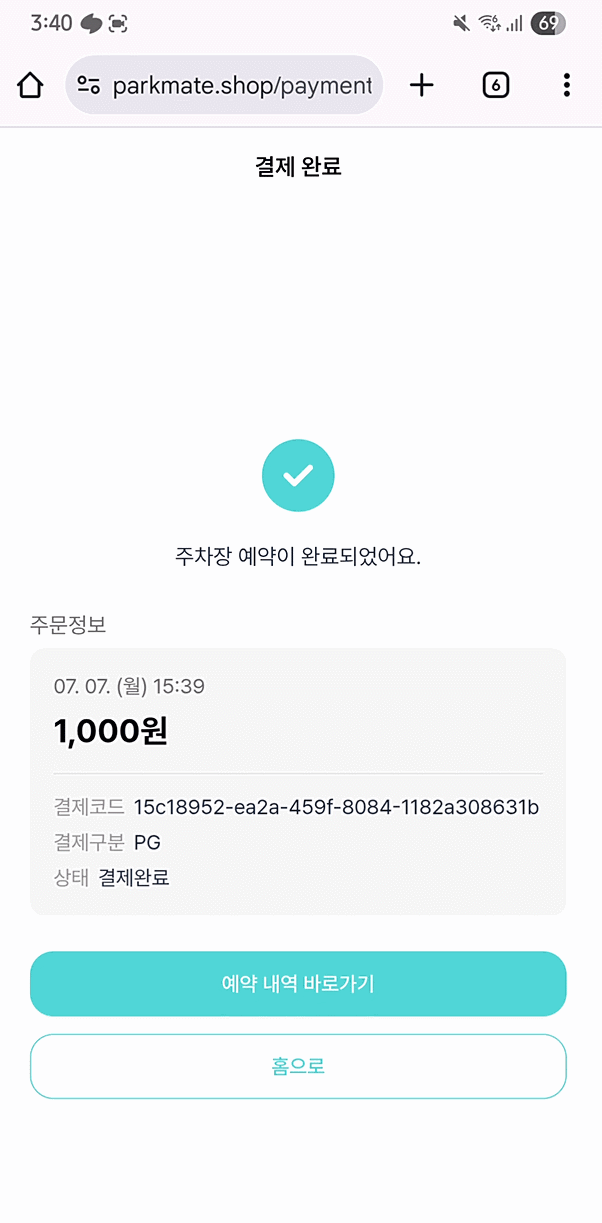 3:40
69
parkmate.shop/payment
6
결제 완료
주차장 예약이 완료되었어요.
주문정보
07. 07. (월) 15:39
1,000원
결제코드 15c18952-ea2a-459f-8084-1182a308631b
결제구분 PG
상태 결제완료
예약 내역 바로가기
홈으로